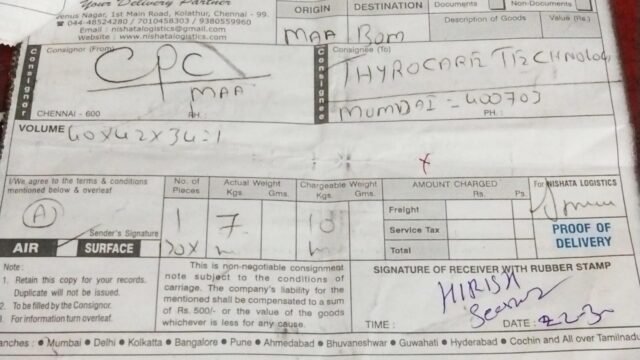 Your Delivery Partner
venus Nagar, 1st Main Road, Kolathur, Chennai - 99.
044-48524280 / 7010458303 / 9380559960
Email : nishatalogistics@gmail.com
Website : www.nishatalogistics.com
ORIGIN
DESTINATION
Documents
Non-Documents
Description of Goods
Value (Rs.)
MAA
Bom
Consignor
Consignor (From)
CPC
MAA
CHENNAI - 600
PH :
Consignee
Consignee (To)
THYROCARE TECHNOLOG
MUMBAI - 400703
PH :
VOLUME 40x42x34=1
I/We agree to the terms & conditions
mentioned below & overleaf
A
Sender's Signature
AIR SURFACE
No. of Pieces
Actual Weight
Kgs. Gms.
Chargeable Weight
Kgs. Gms.
1 7 10
AMOUNT CHARGED
Rs. Ps.
Freight
Service Tax
Total
For NISHATA LOGISTICS
PROOF OF
DELIVERY
Note :
1. Retain this copy for your records.
Duplicate will not be issued.
2. To be filled by the Consignor.
3. For information turn overleaf.
This is non-negotiable consignment
note subject to the conditions of
carriage. The company's liability for the
mentioned shall be compensated to a sum
of Rs. 500/- or the value of the goods
whichever is less for any cause.
SIGNATURE OF RECEIVER WITH RUBBER STAMP
HIRISH
TIME :
DATE :
anches : ● Mumbai ● Delhi ● Kolkatta ● Bangalore ● Pune ● Ahmedabad ● Bhuvaneshwar ● Guwahati ● Hyderabad ● Cochin and All over Tamilnad